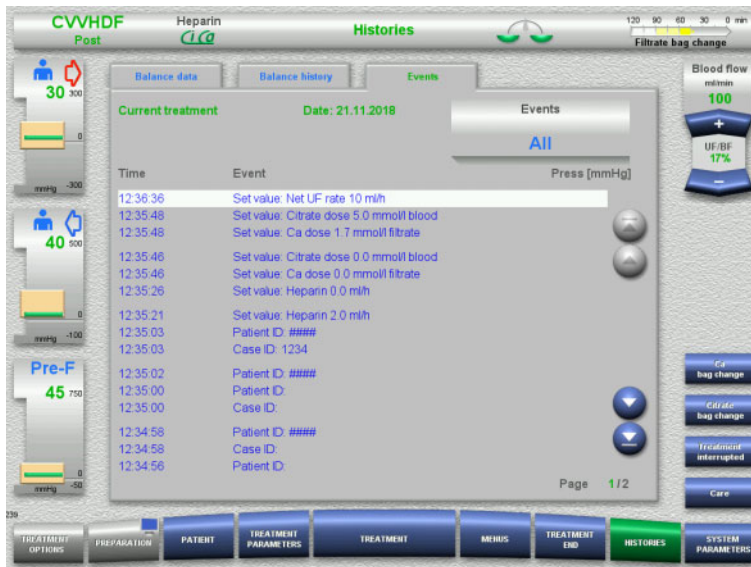 CVVHDF
Post
Heparin
CiCa
Histories
120 90 60 30 0 min
Filtrate bag change
30 300
0
mmHg -300
40 500
0
mmHg -100
Pre-F
45 750
0
mmHg -50
Balance data
Balance history
Events
Current treatment
Date: 21.11.2018
Events
All
Time Event Press [mmHg]
12:36:36 Set value: Net UF rate 10 ml/h
12:35:48 Set value: Citrate dose 5.0 mmol/l blood
12:35:48 Set value: Ca dose 1.7 mmol/l filtrate
12:35:46 Set value: Citrate dose 0.0 mmol/l blood
12:35:46 Set value: Ca dose 0.0 mmol/l filtrate
12:35:26 Set value: Heparin 0.0 ml/h
12:35:21 Set value: Heparin 2.0 ml/h
12:35:03 Patient ID: ####
12:35:03 Case ID: 1234
12:35:02 Patient ID: ####
12:35:00 Patient ID:
12:35:00 Case ID:
12:34:58 Patient ID: ####
12:34:58 Case ID:
12:34:56 Patient ID:
Page 1/2
Blood flow
ml/min
100
+
UF/BF
17%
−
Ca
bag change
Citrate
bag change
Treatment
interrupted
Care
239
TREATMENT
OPTIONS
PREPARATION
PATIENT
TREATMENT
PARAMETERS
TREATMENT
MENUS
TREATMENT
END
HISTORIES
SYSTEM
PARAMETERS